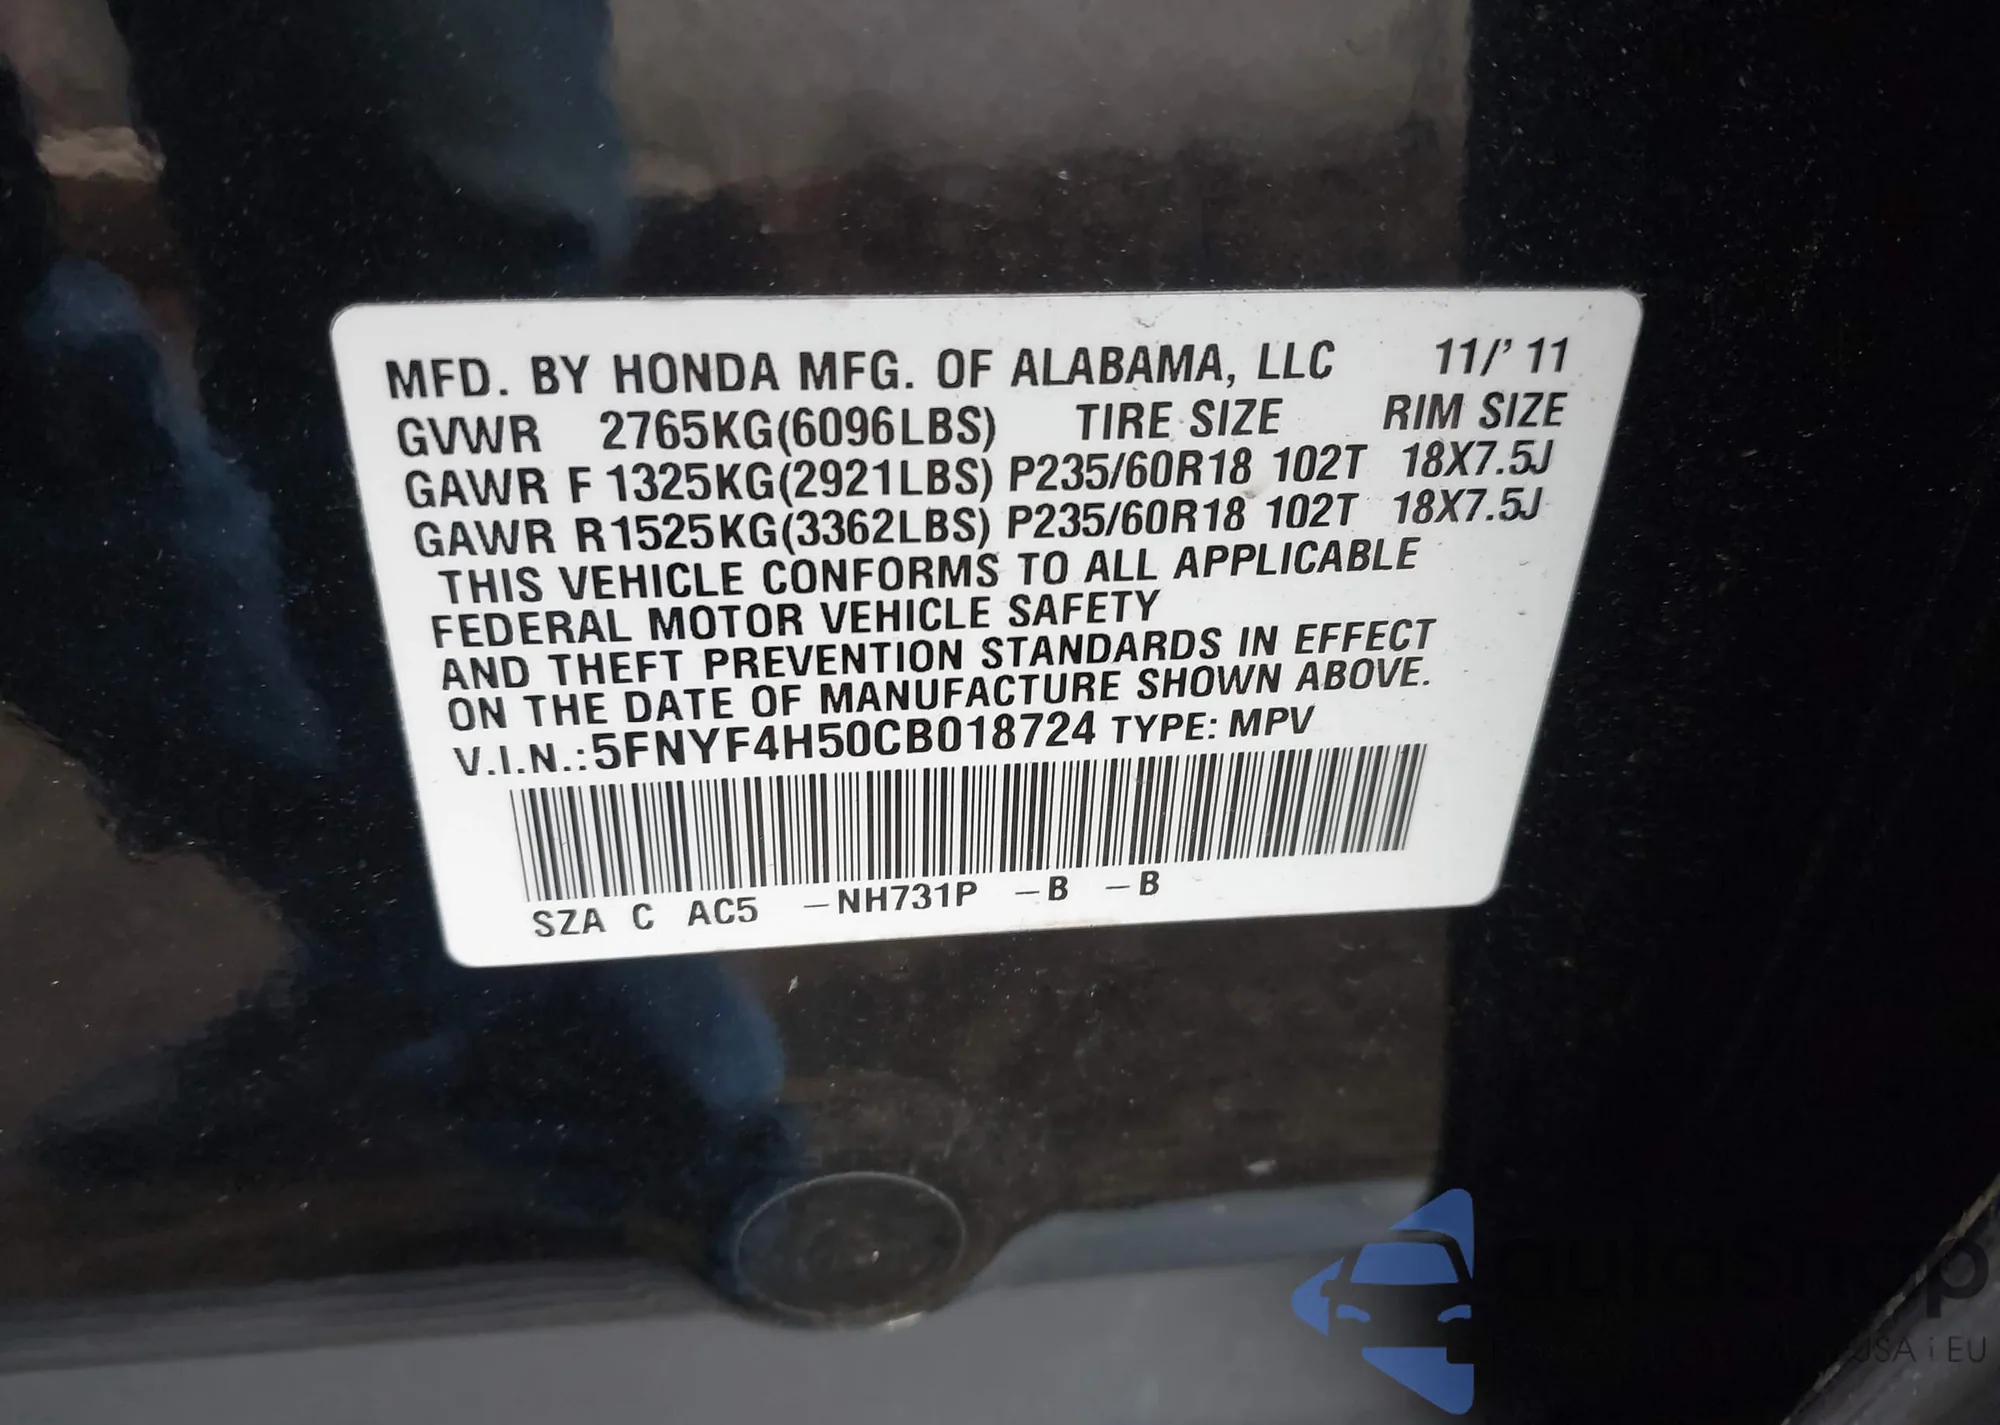 MFD. BY HONDA MFG. OF ALABAMA, LLC 11/' 11
GVWR 2765KG(6096LBS) TIRE SIZE RIM SIZE
GAWR F 1325KG(2921LBS) P235/60R18 102T 18X7.5J
GAWR R1525KG(3362LBS) P235/60R18 102T 18X7.5J
THIS VEHICLE CONFORMS TO ALL APPLICABLE
FEDERAL MOTOR VEHICLE SAFETY
AND THEFT PREVENTION STANDARDS IN EFFECT
ON THE DATE OF MANUFACTURE SHOWN ABOVE.
V.I.N.:5FNYF4H50CB018724 TYPE: MPV
SZA C AC5 –NH731P –B –B
USA i EU